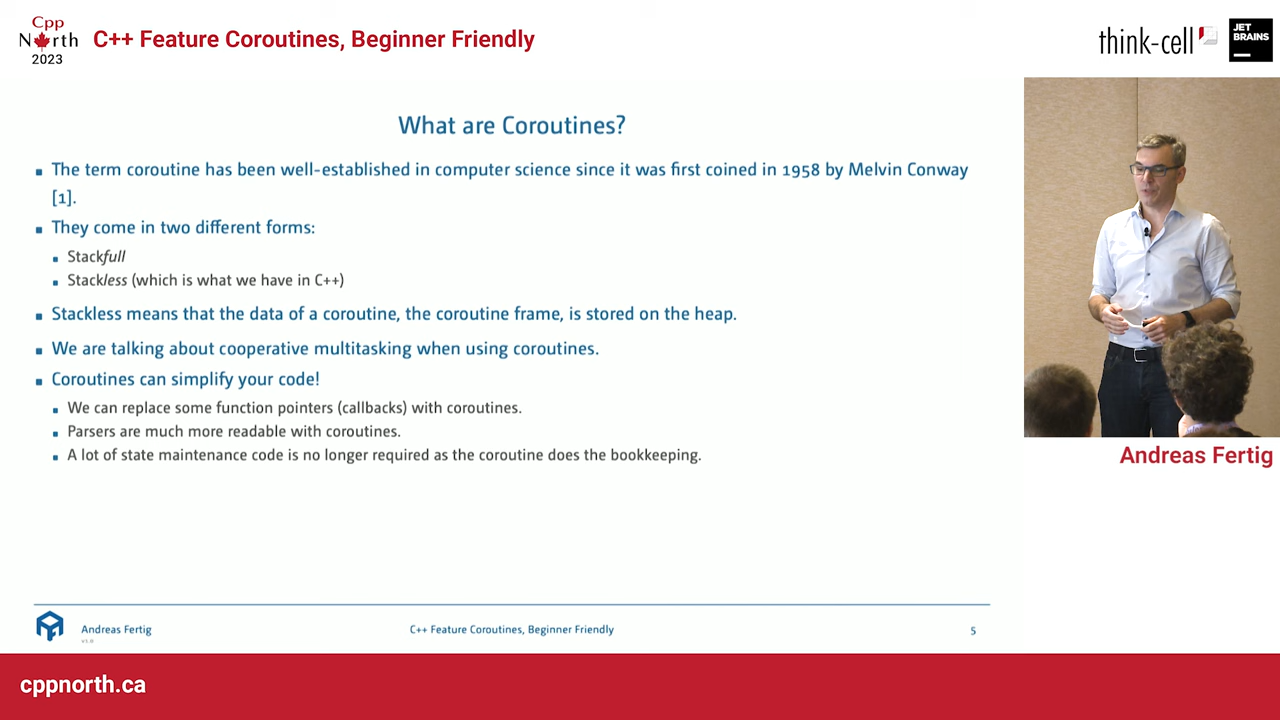 Cpp
North
2023
C++ Feature Coroutines, Beginner Friendly
think-cell
JET
BRAINS
What are Coroutines?
The term coroutine has been well-established in computer science since it was first coined in 1958 by Melvin Conway
[1].
They come in two different forms:
Stackfull
Stackless (which is what we have in C++)
Stackless means that the data of a coroutine, the coroutine frame, is stored on the heap.
We are talking about cooperative multitasking when using coroutines.
Coroutines can simplify your code!
We can replace some function pointers (callbacks) with coroutines.
Parsers are much more readable with coroutines.
A lot of state maintenance code is no longer required as the coroutine does the bookkeeping.
Andreas Fertig
Andreas Fertig
C++ Feature Coroutines, Beginner Friendly
5
cppnorth.ca